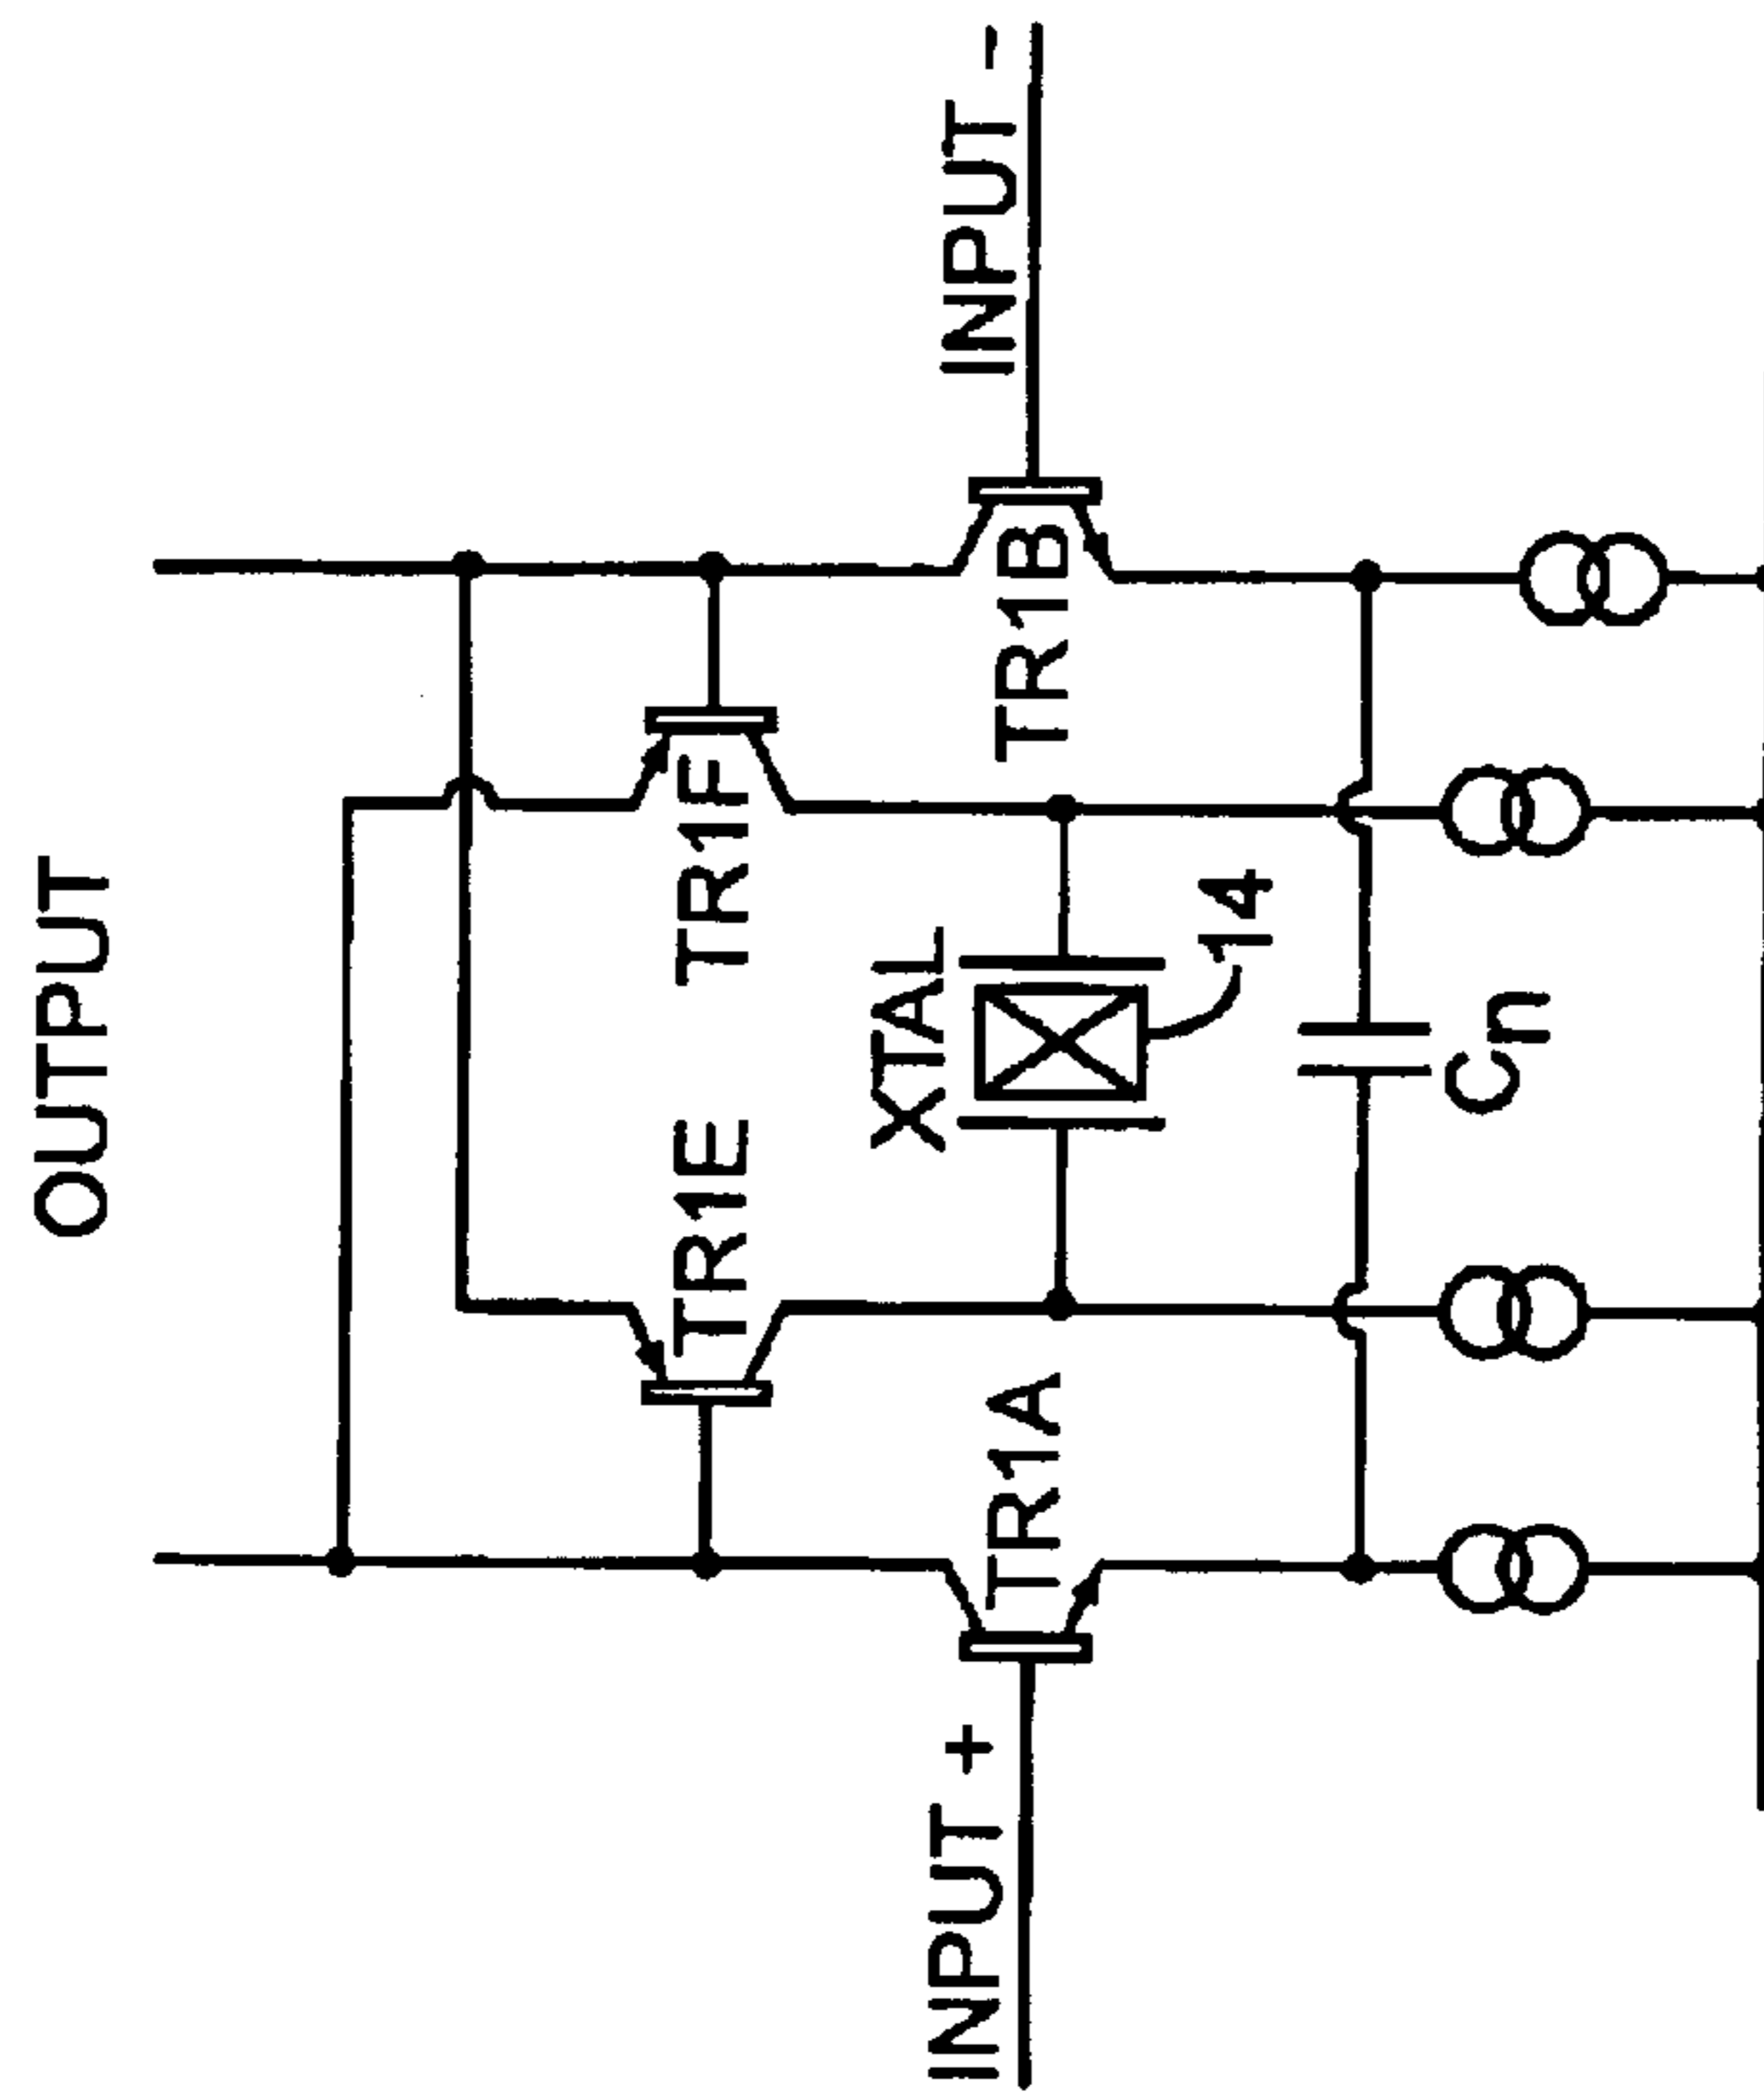 OUTPUT
TR1E
TR1F
XTAL
14
INPUT +
TR1A
TR1B
INPUT -
Cn